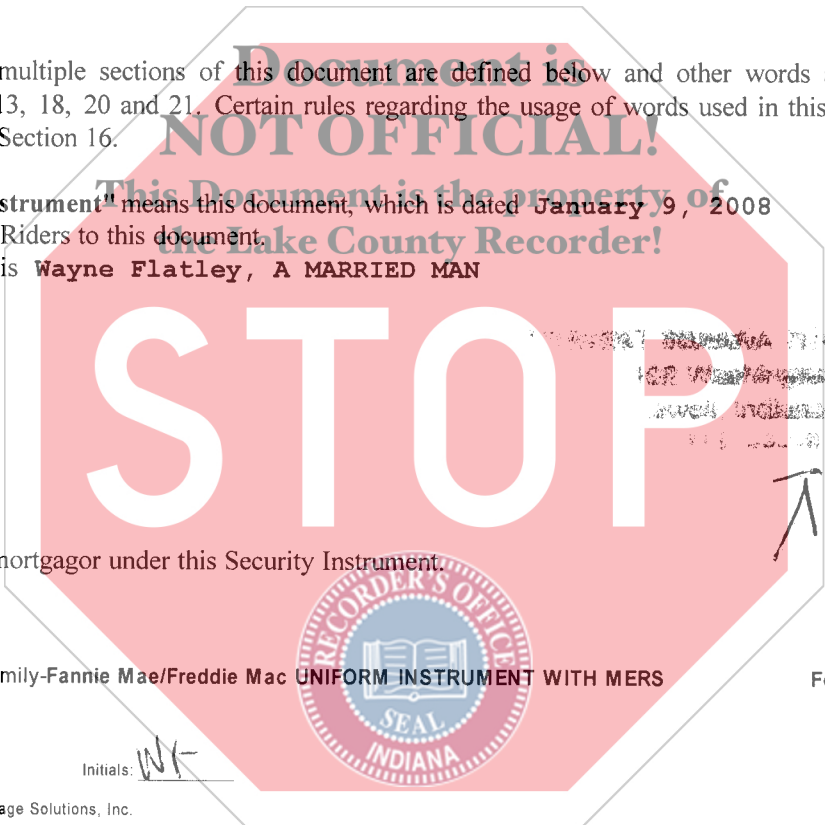 Document is
multiple sections of this document are defined below and other words
13, 18, 20 and 21. Certain rules regarding the usage of words used in this
NOT OFFICIAL!
Section 16.
This Document is the property of
strument" means this document, which is dated January 9, 2008
Riders to this document.
the Lake County Recorder!
is Wayne Flatley, A MARRIED MAN
STOP
mortgagor under this Security Instrument.
RECORDER'S OFFICE
mily-Fannie Mae/Freddie Mac UNIFORM INSTRUMENT WITH MERS
SEAL
INDIANA
Initials: WF
age Solutions, Inc.